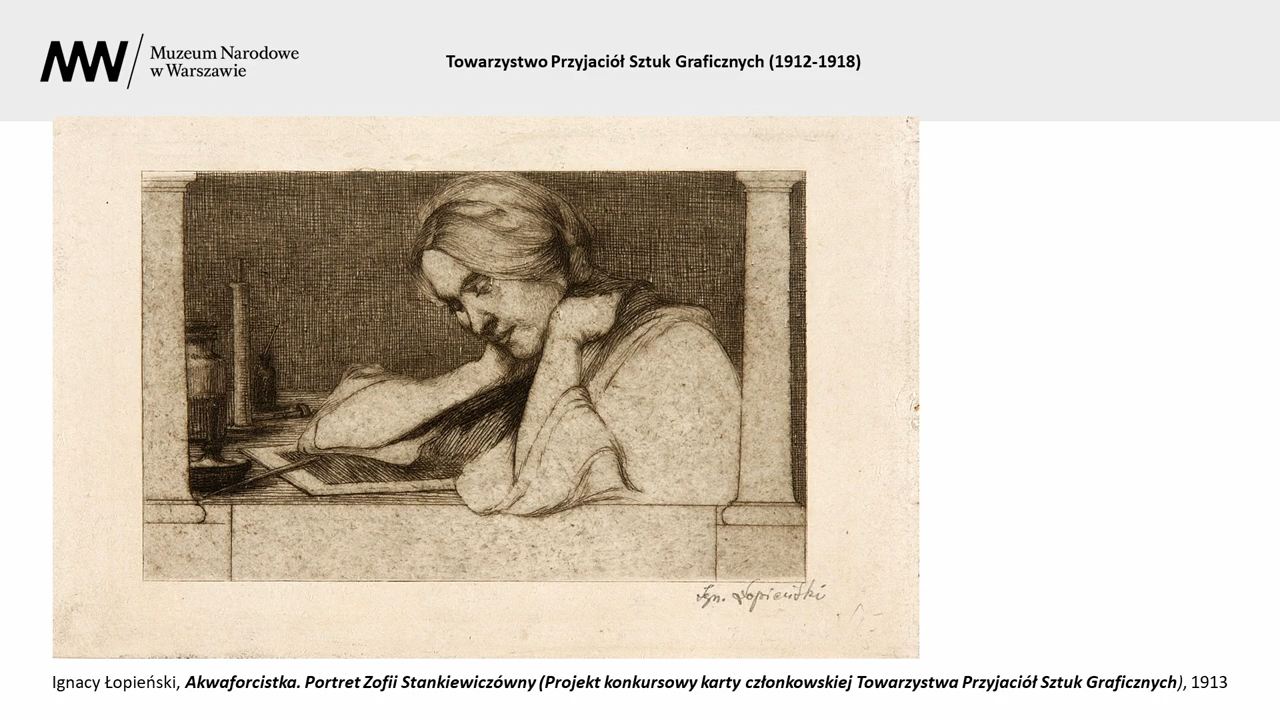 Muzeum Narodowe
w Warszawie
Towarzystwo Przyjaciół Sztuk Graficznych (1912-1918)
Ign. Łopieński
Ignacy Łopieński, Akwaforcistka. Portret Zofii Stankiewiczówny (Projekt konkursowy karty członkowskiej Towarzystwa Przyjaciół Sztuk Graficznych), 1913